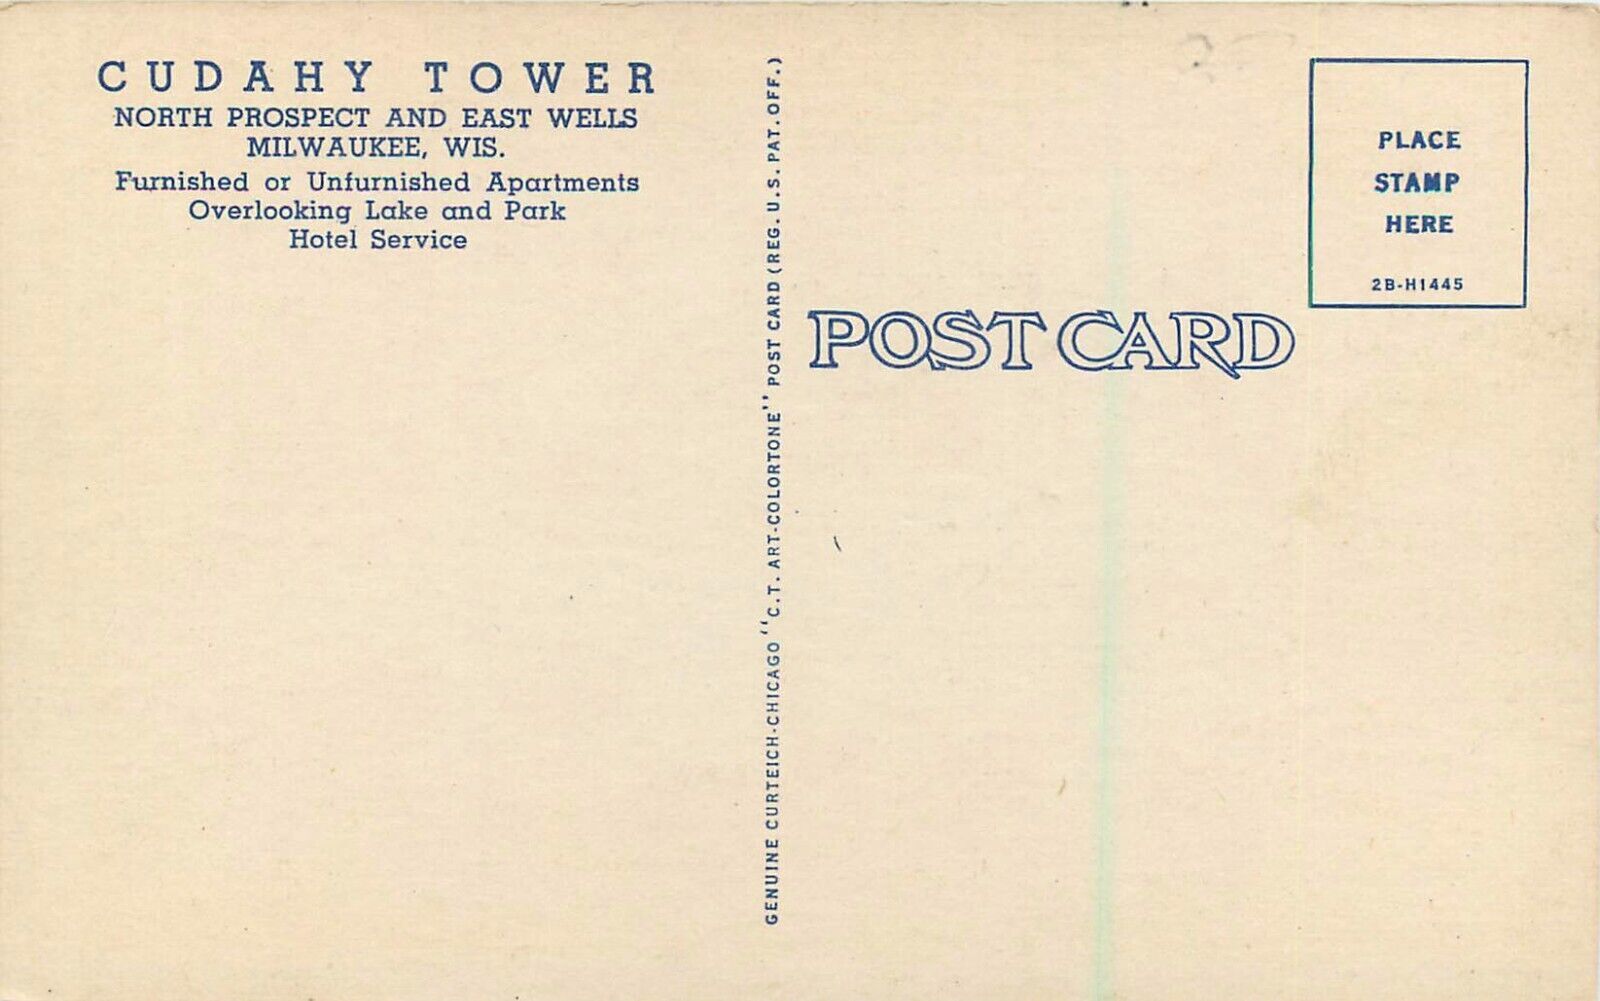 CUDAHY TOWER
NORTH PROSPECT AND EAST WELLS
MILWAUKEE, WIS.
Furnished or Unfurnished Apartments
Overlooking Lake and Park
Hotel Service
GENUINE CURTEICH-CHICAGO "C.T. ART-COLORTONE" POST CARD (REG. U.S. PAT. OFF.)
POST CARD
PLACE
STAMP
HERE
2B-H1445